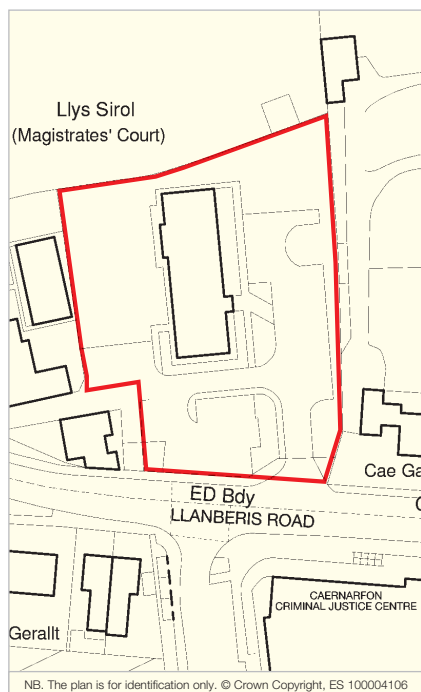 Llys Sirol
(Magistrates' Court)
Cae Ga
ED Bdy
LLANBERIS ROAD
CAERNARFON
CRIMINAL JUSTICE CENTRE
Gerallt
NB. The plan is for identification only. © Crown Copyright, ES 100004106